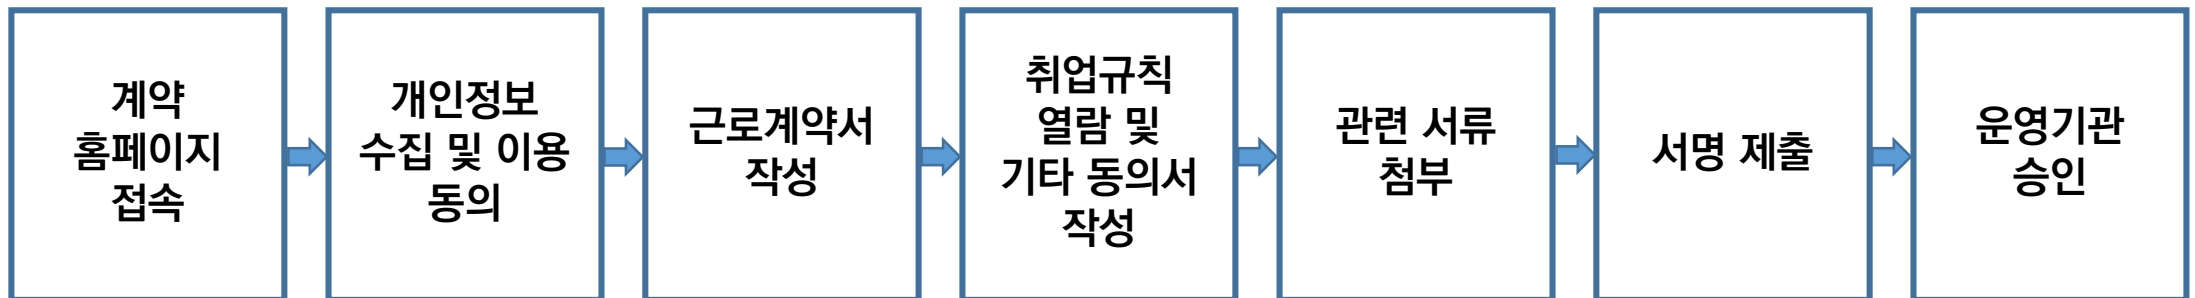 계약
홈페이지
접속
개인정보
수집 및 이용
동의
근로계약서
작성
취업규칙
열람 및
기타 동의서
작성
관련 서류
첨부
서명 제출
운영기관
승인